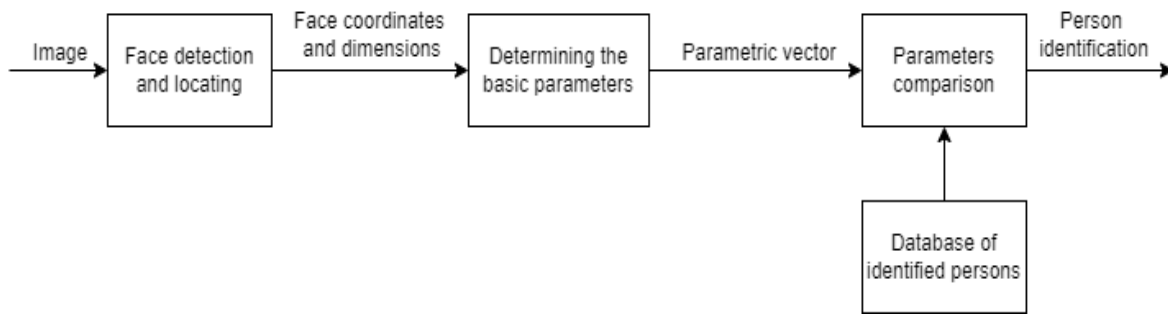 Image
Face detection
and locating
Face coordinates
and dimensions
Determining the
basic parameters
Parametric vector
Parameters
comparison
Person
identification
Database of
identified persons